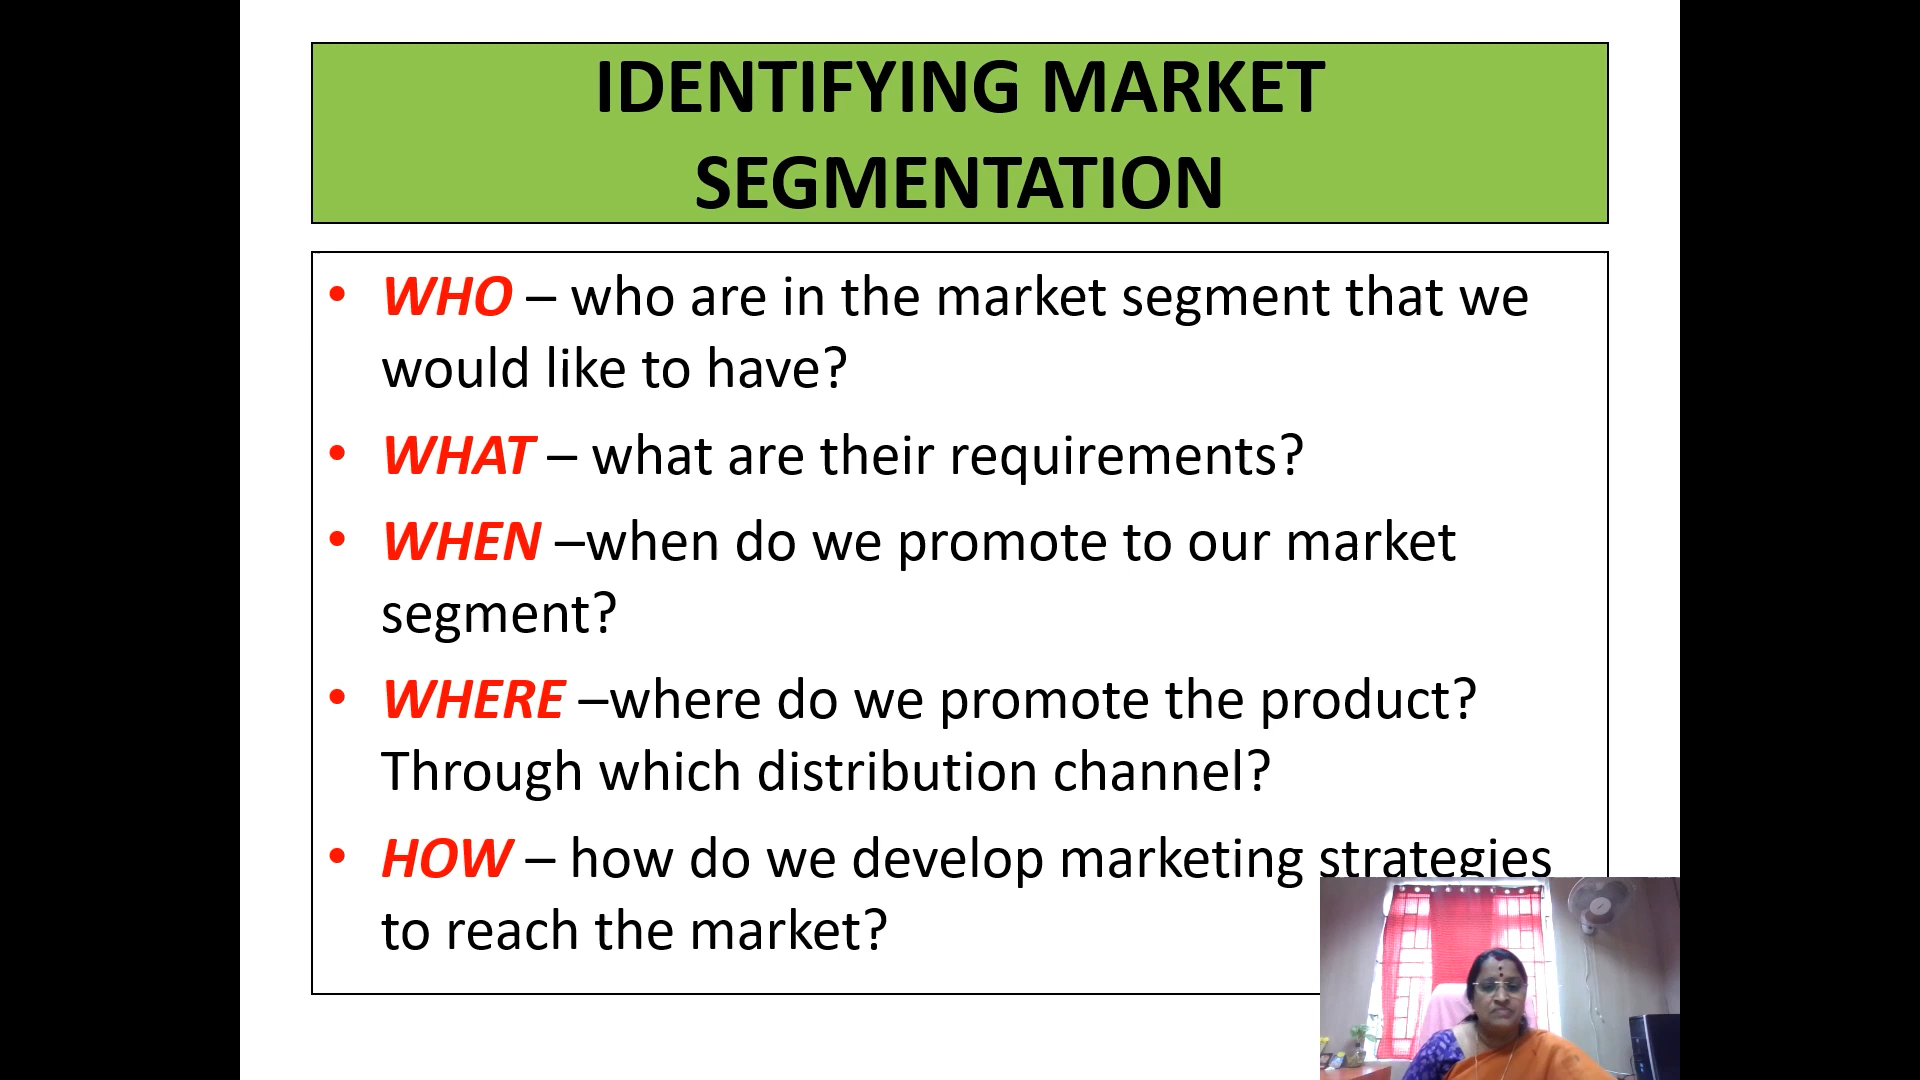 IDENTIFYING MARKET
SEGMENTATION
• WHO – who are in the market segment that we
would like to have?
• WHAT – what are their requirements?
• WHEN –when do we promote to our market
segment?
• WHERE –where do we promote the product?
Through which distribution channel?
• HOW – how do we develop marketing strategies
to reach the market?